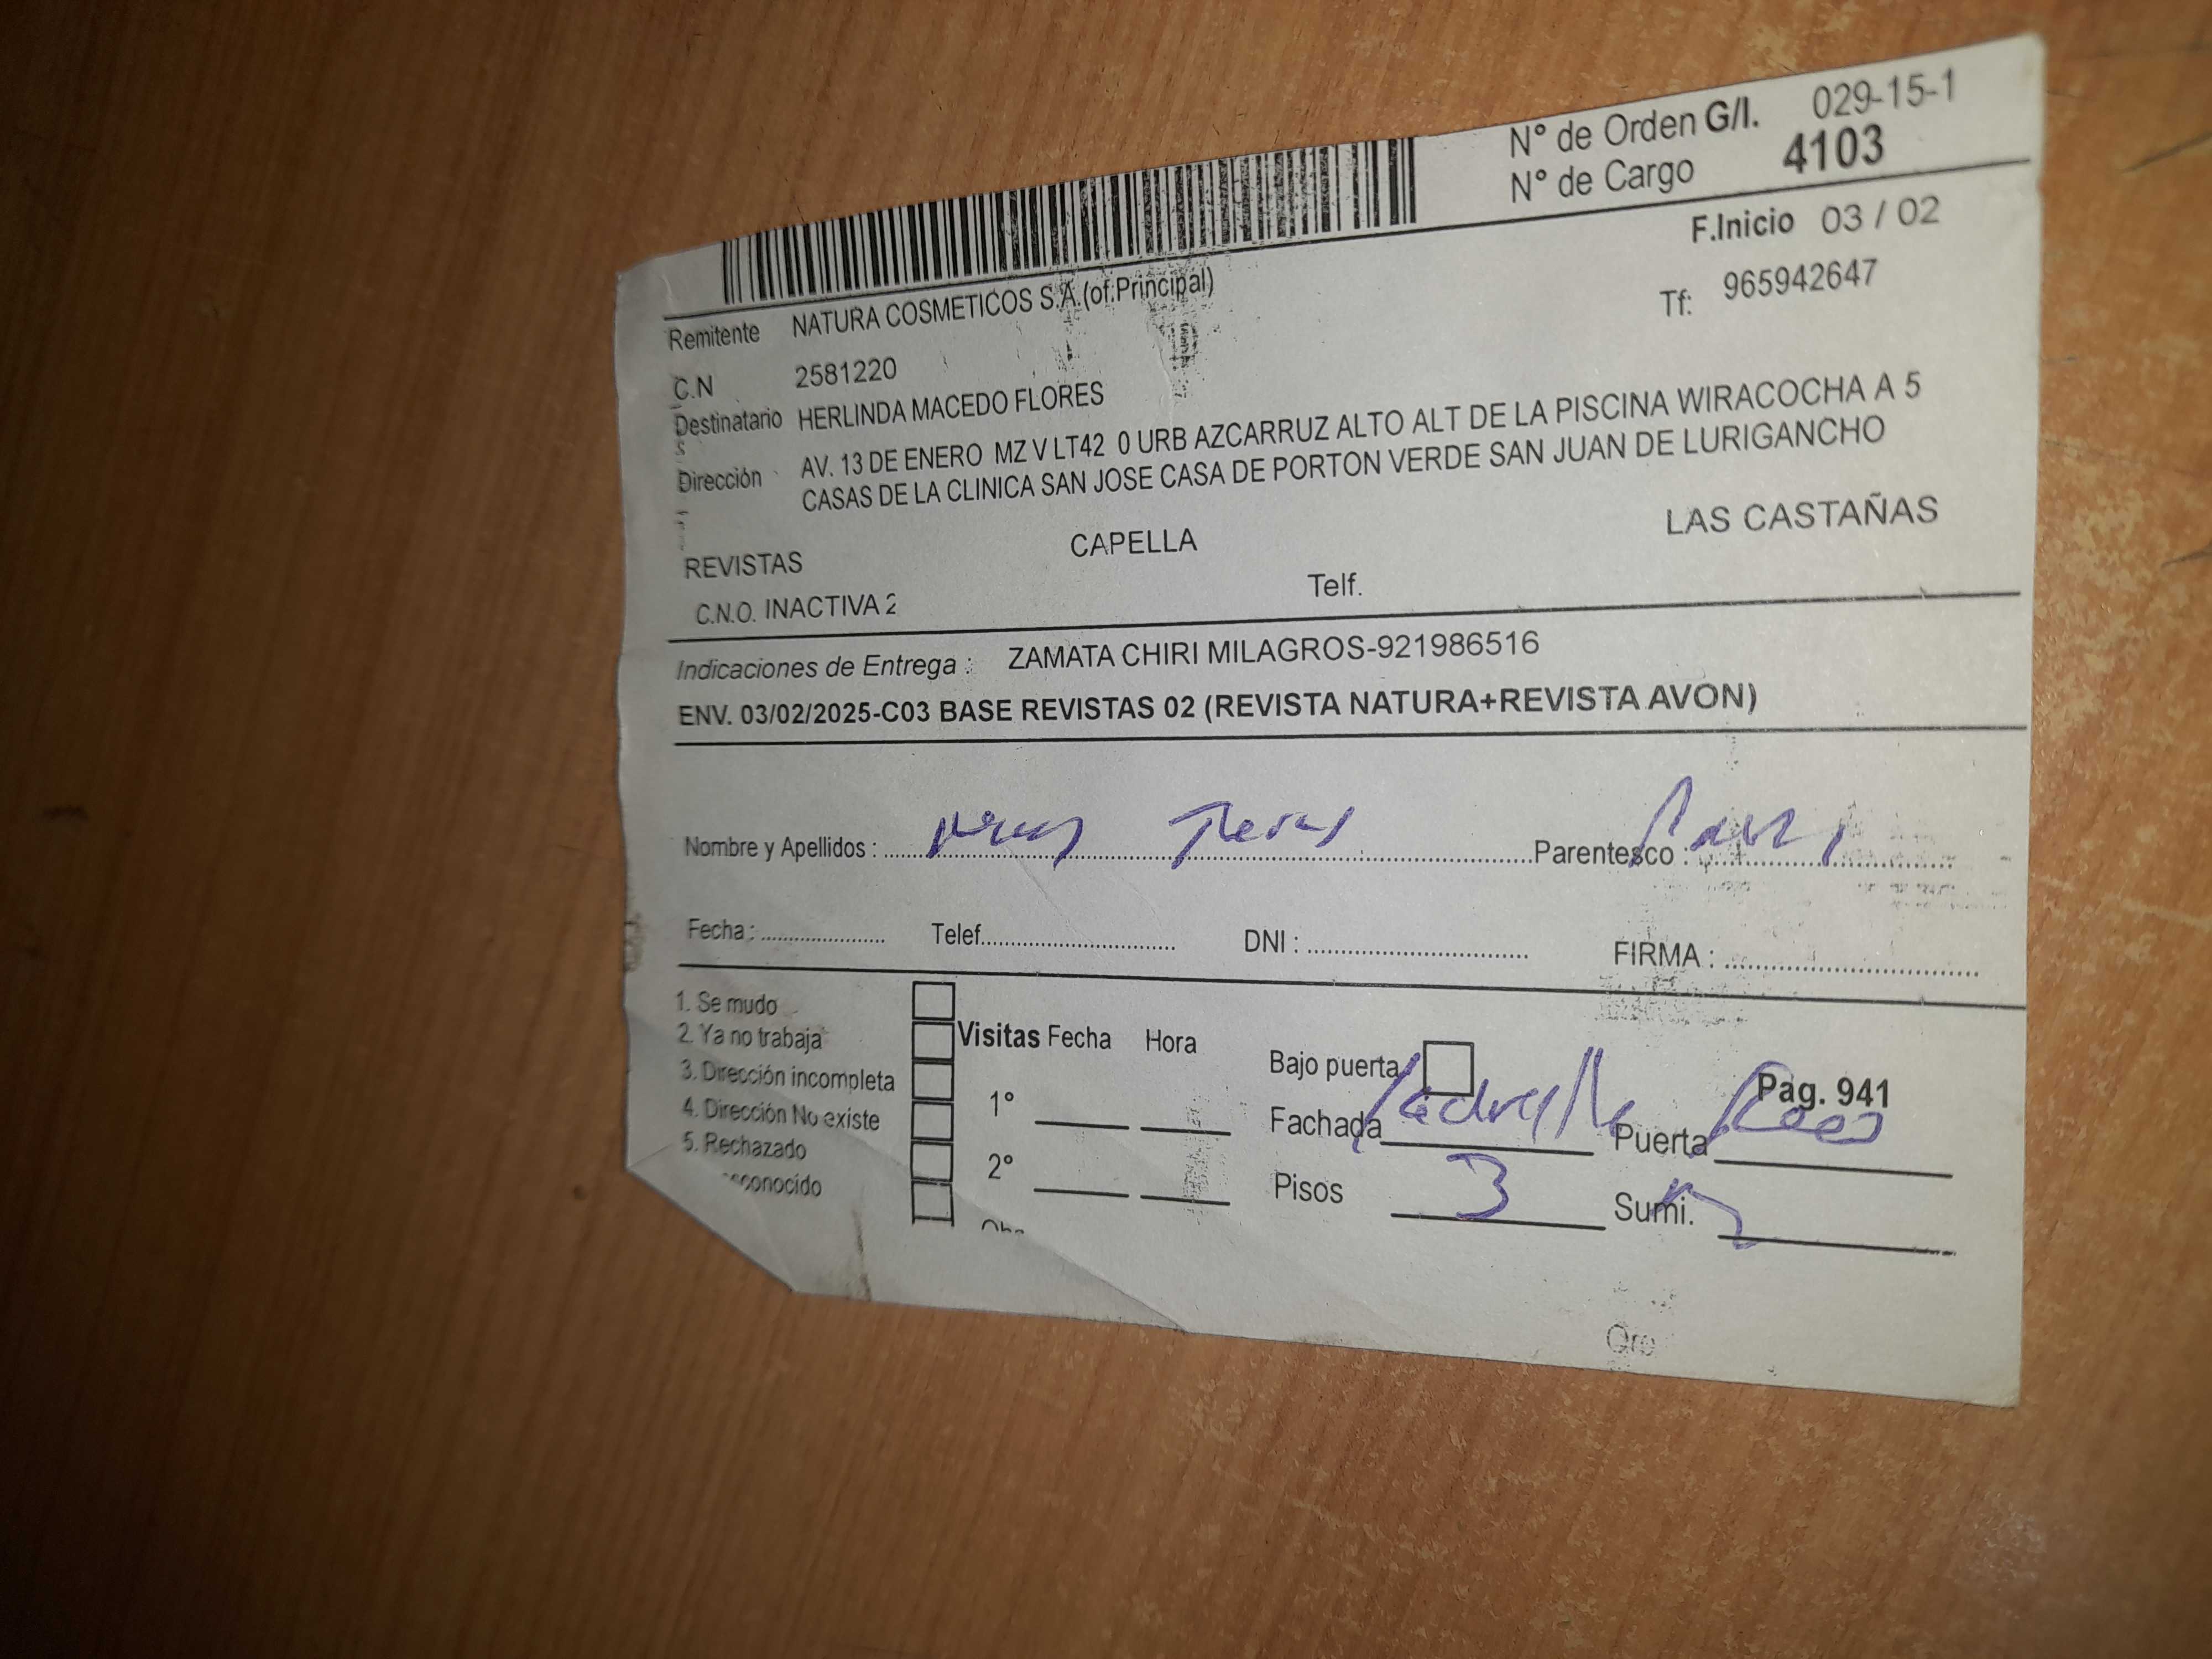 N° de Orden G/I. 029-15-1
N° de Cargo 4103
F.Inicio 03 / 02
Remitente NATURA COSMETICOS S.A.(of.Principal)
Tf: 965942647
C.N 2581220
Destinatario HERLINDA MACEDO FLORES
Dirección AV. 13 DE ENERO MZ V LT42 0 URB AZCARRUZ ALTO ALT DE LA PISCINA WIRACOCHA A 5
CASAS DE LA CLINICA SAN JOSE CASA DE PORTON VERDE SAN JUAN DE LURIGANCHO
REVISTAS CAPELLA LAS CASTAÑAS
C.N.O. INACTIVA 2 Telf.
Indicaciones de Entrega : ZAMATA CHIRI MILAGROS-921986516
ENV. 03/02/2025-C03 BASE REVISTAS 02 (REVISTA NATURA+REVISTA AVON)
Nombre y Apellidos : Parentesco :
Fecha : Telef. DNI : FIRMA :
1. Se mudo
2. Ya no trabaja
3. Dirección incompleta
4. Dirección No existe
5. Rechazado
Visitas Fecha Hora
1°
2°
Bajo puerta Pag. 941
Fachada Ladrillo Puerta
Pisos 3 Sumi.